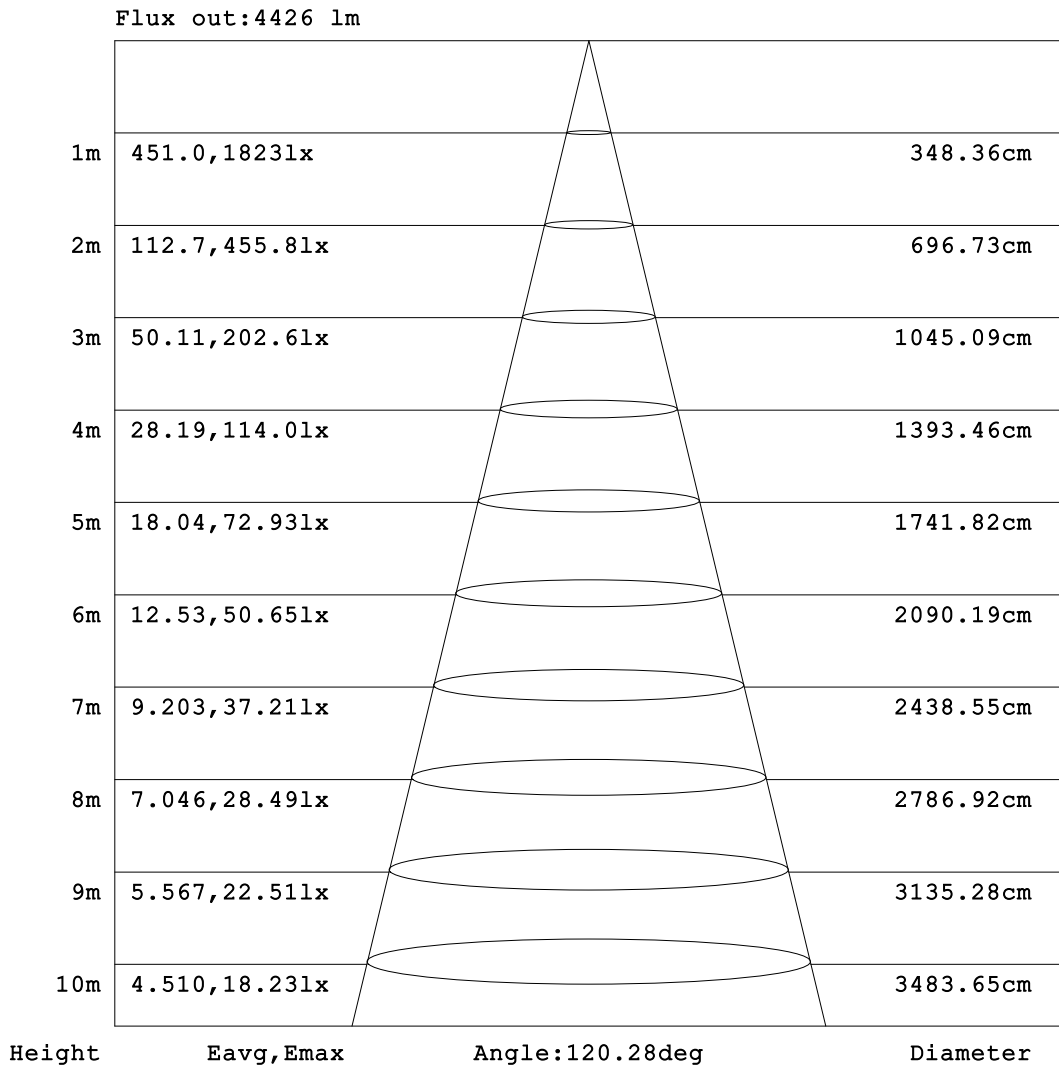 Flux out:4426 lm
1m 451.0,1823lx 348.36cm
2m 112.7,455.8lx 696.73cm
3m 50.11,202.6lx 1045.09cm
4m 28.19,114.0lx 1393.46cm
5m 18.04,72.93lx 1741.82cm
6m 12.53,50.65lx 2090.19cm
7m 9.203,37.21lx 2438.55cm
8m 7.046,28.49lx 2786.92cm
9m 5.567,22.51lx 3135.28cm
10m 4.510,18.23lx 3483.65cm
Height Eavg,Emax Angle:120.28deg Diameter